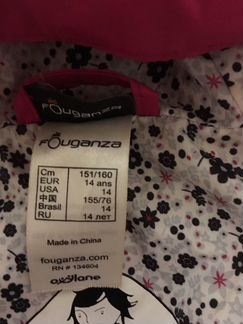 FOUGANZA
FOUGANZA
Cm 151/160
EUR 14 ans
USA 14
中国 155/76
Brasil 14
RU 14 лет
Made in China
fouganza.com
RN # 134604
oxylane